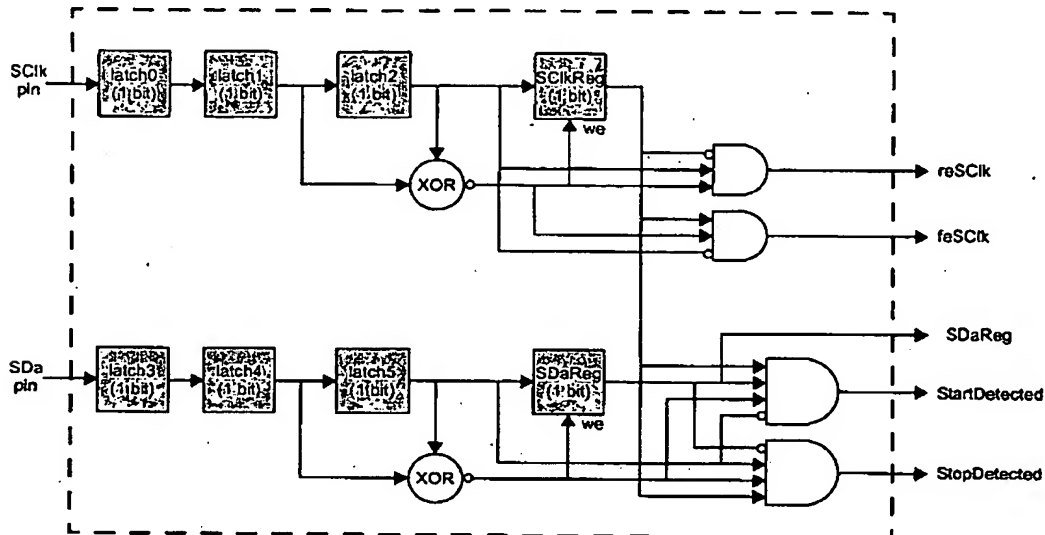 SClk
pin
latch0
(1 bit)
latch1
(1 bit)
latch2
(1 bit)
SClkReg
(1 bit)
we
XOR
reSClk
feSClk
SDaReg
SDa
pin
latch3
(1 bit)
latch4
(1 bit)
latch5
(1 bit)
SDaReg
(1 bit)
we
XOR
StartDetected
StopDetected